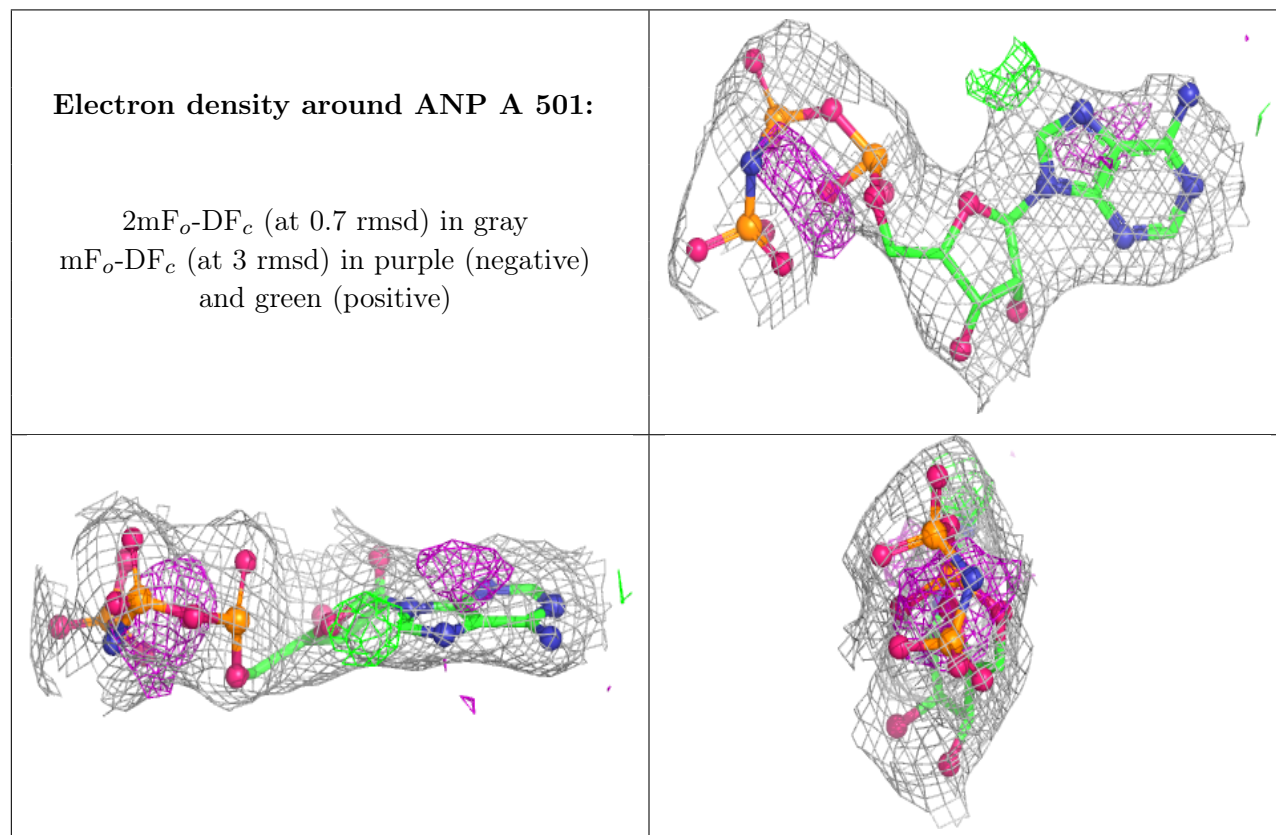 Electron density around ANP A 501:
2mFo-DFc (at 0.7 rmsd) in gray
mFo-DFc (at 3 rmsd) in purple (negative)
and green (positive)